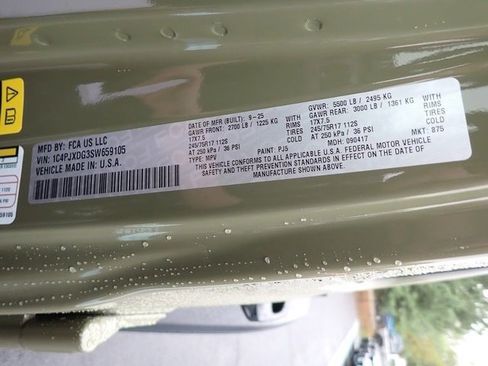 MFD BY: FCA US LLC
VIN: 1C4PJXDG3SW659105
VEHICLE MADE IN: U.S.A.
DATE OF MFR (BUILT): 9-25
GAWR FRONT: 2700 LB / 1225 KG WITH
17X7.5 RIMS
245/75R17 112S TIRES
AT 250 kPa / 36 PSI COLD
GVWR: 5500 LB / 2495 KG
GAWR REAR: 3000 LB / 1361 KG WITH
17X7.5 RIMS
245/75R17 112S TIRES
AT 250 kPa / 36 PSI COLD
TYPE: MPV PAINT: PJ5 MDH: 090417 MKT: 875
THIS VEHICLE CONFORMS TO ALL APPLICABLE U.S.A. FEDERAL MOTOR VEHICLE
SAFETY AND THEFT PREVENTION STANDARDS IN EFFECT ON THE DATE OF
MANUFACTURE SHOWN ABOVE.
112S
PSI
59105